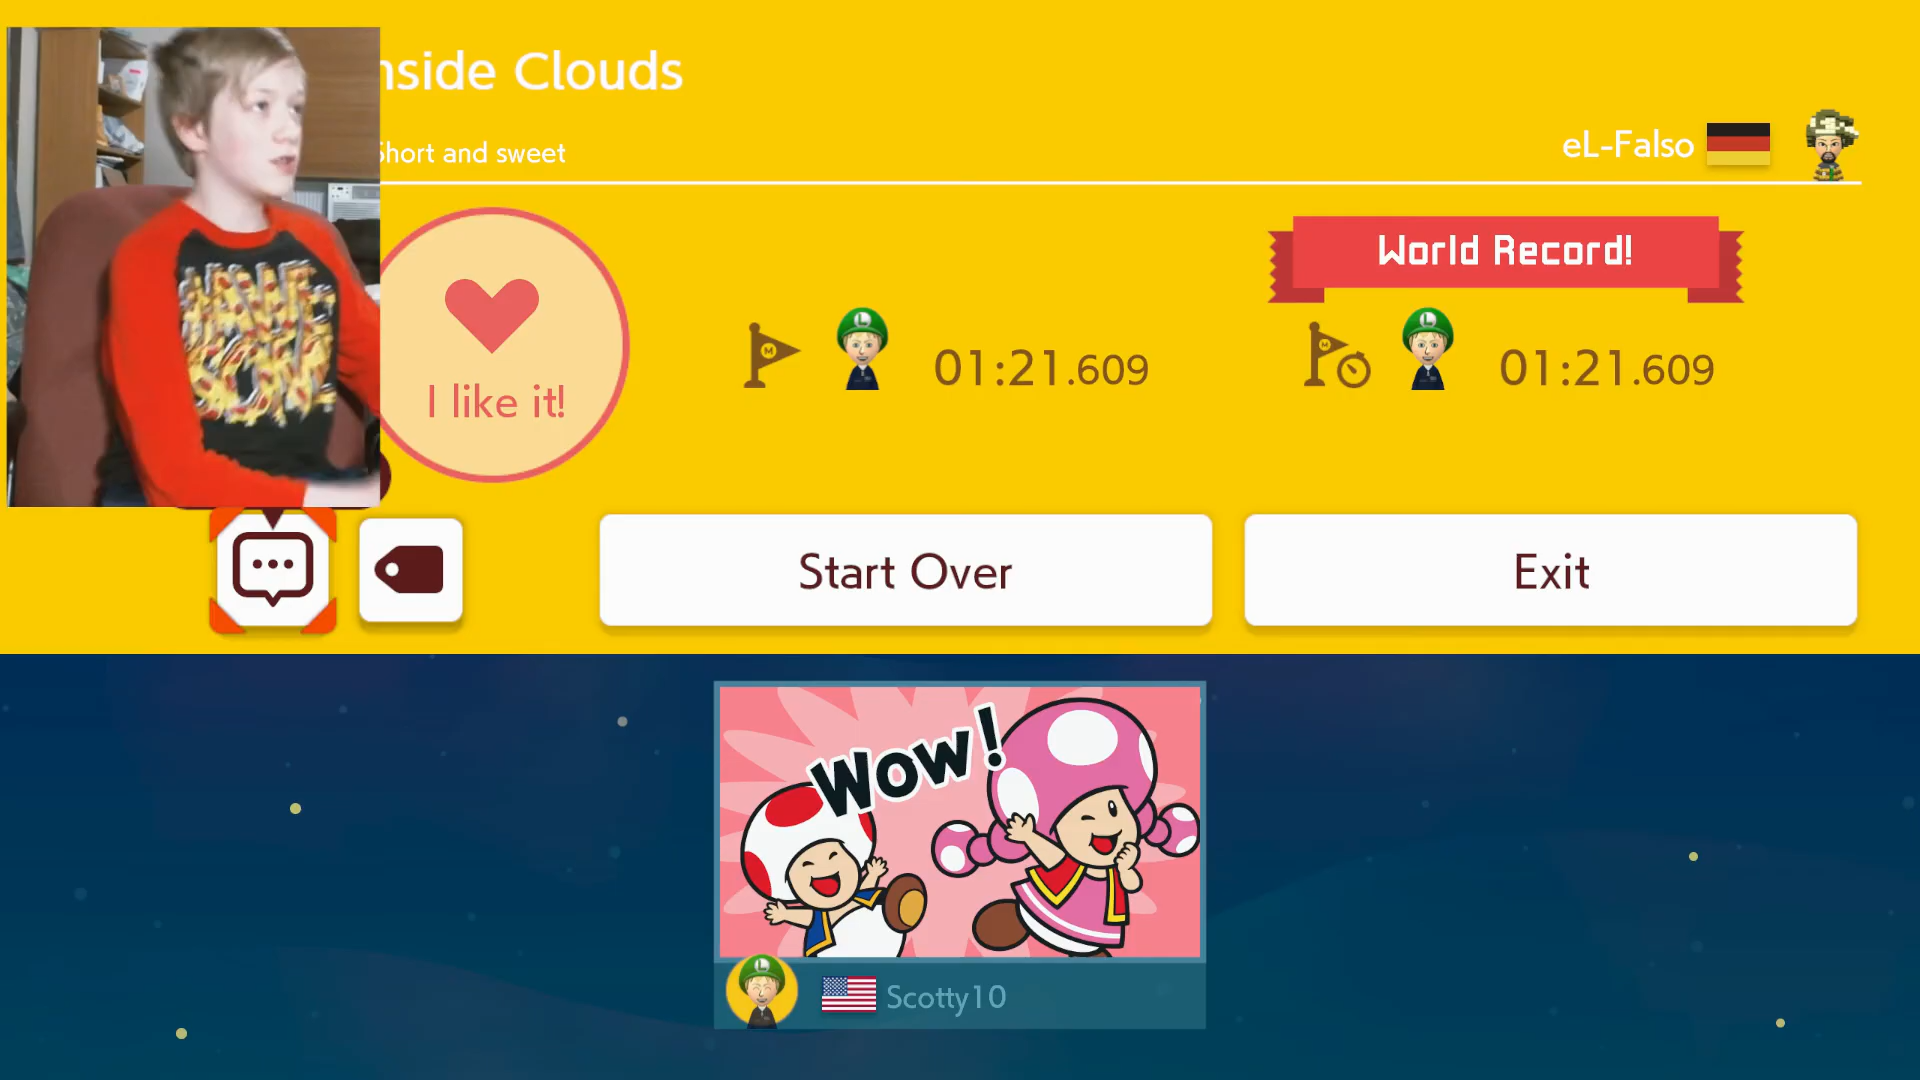 nside Clouds
Short and sweet
eL-Falso
World Record!
I like it!
M
L
01:21.609
M
L
01:21.609
Start Over
Exit
Wow!
L
Scotty10